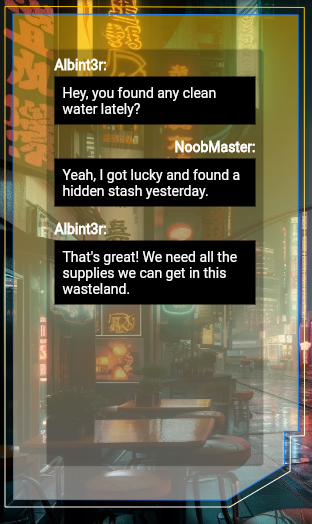 Albint3r:
Hey, you found any clean
water lately?
NoobMaster:
Yeah, I got lucky and found a
hidden stash yesterday.
Albint3r:
That's great! We need all the
supplies we can get in this
wasteland.